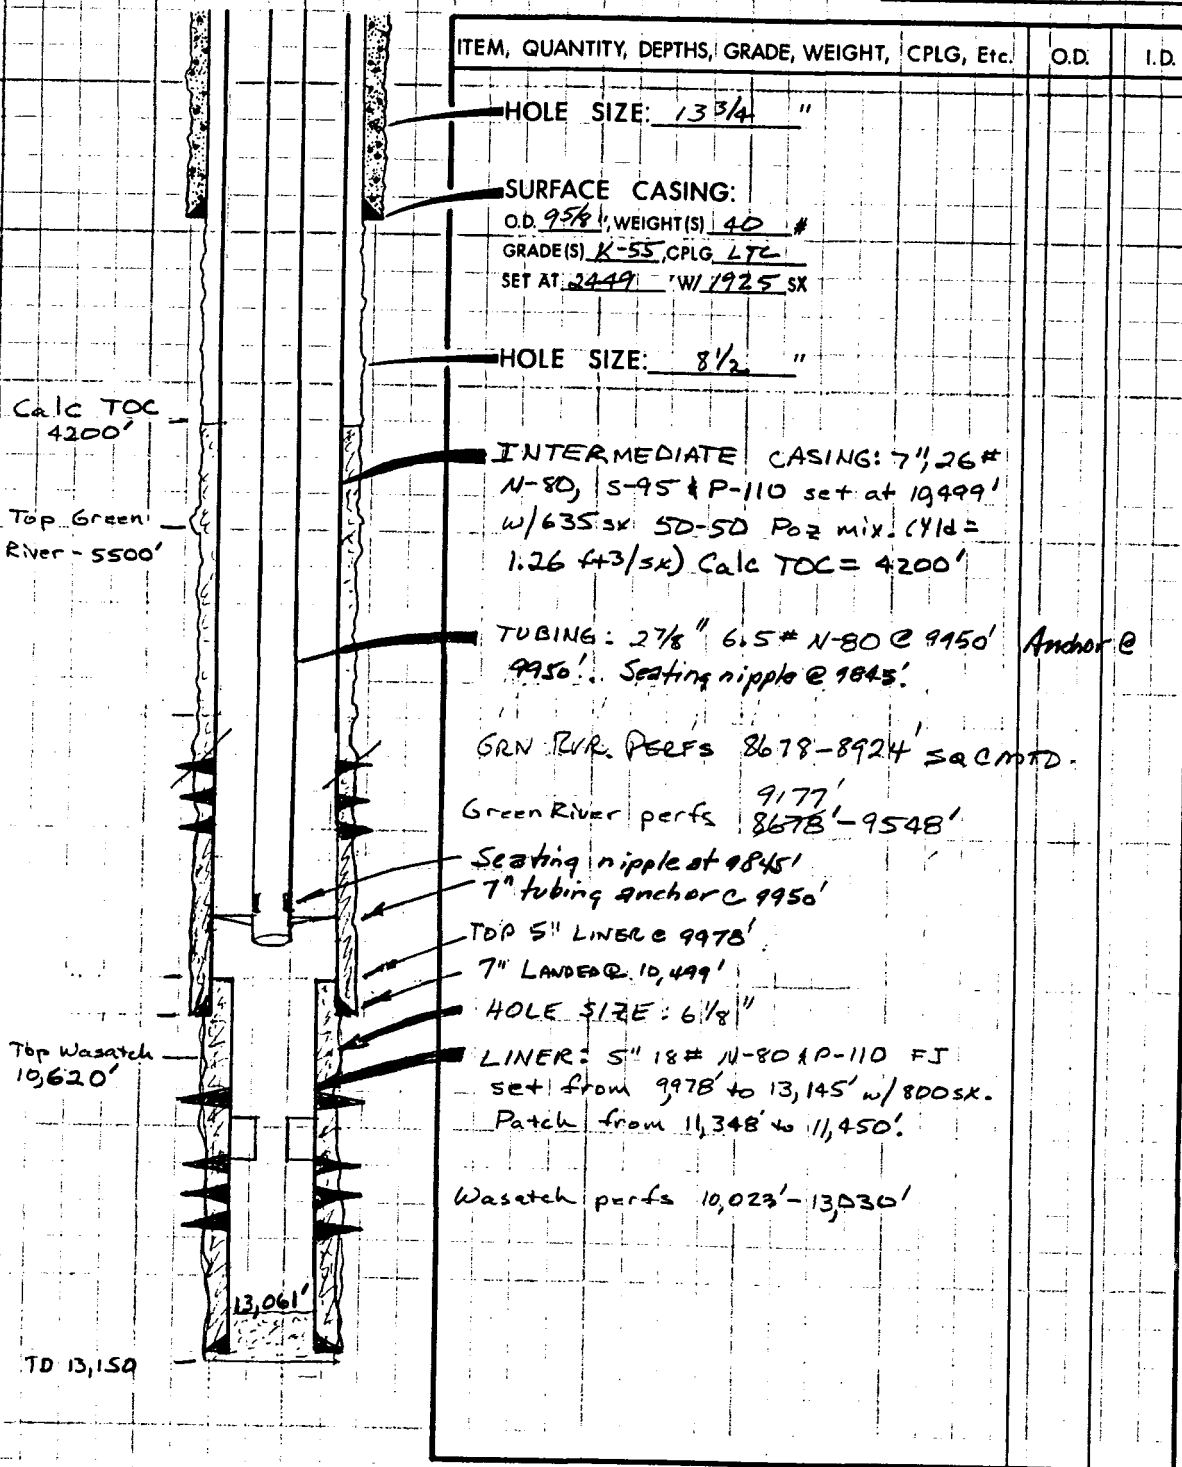 ITEM, QUANTITY, DEPTHS, GRADE, WEIGHT, CPLG, Etc. O.D. I.D.
HOLE SIZE: 13 3/4 "
SURFACE CASING:
O.D. 9 5/8", WEIGHT(S) 40 #
GRADE(S) K-55, CPLG LTC
SET AT 2449 ' W/ 1925 SX
HOLE SIZE: 8 1/2 "
Calc TOC
4200'
INTERMEDIATE CASING: 7", 26#
N-80, S-95 & P-110 set at 10,499'
w/635 sx 50-50 Poz mix. (Yld =
1.26 ft3/sx) Calc TOC = 4200'
Top Green
River - 5500'
TUBING: 2 7/8" 6.5# N-80 @ 9950' Anchor @
9950'. Seating nipple @ 9845'.
GRN RVR. PERFS 8678-8924' SQ CMTD.
9177'
Green River perfs 8678'-9548'
Seating nipple at 9845'
7" tubing anchor @ 9950'
TOP 5" LINER @ 9978'
7" LANDED @ 10,499'
HOLE SIZE: 6 1/8"
Top Wasatch
10,620'
LINER: 5" 18# N-80 & P-110 FJ
set from 9,978' to 13,145' w/ 800 sx.
Patch from 11,348' to 11,450'.
Wasatch perfs 10,023'-13,030'
13,061'
TD 13,150